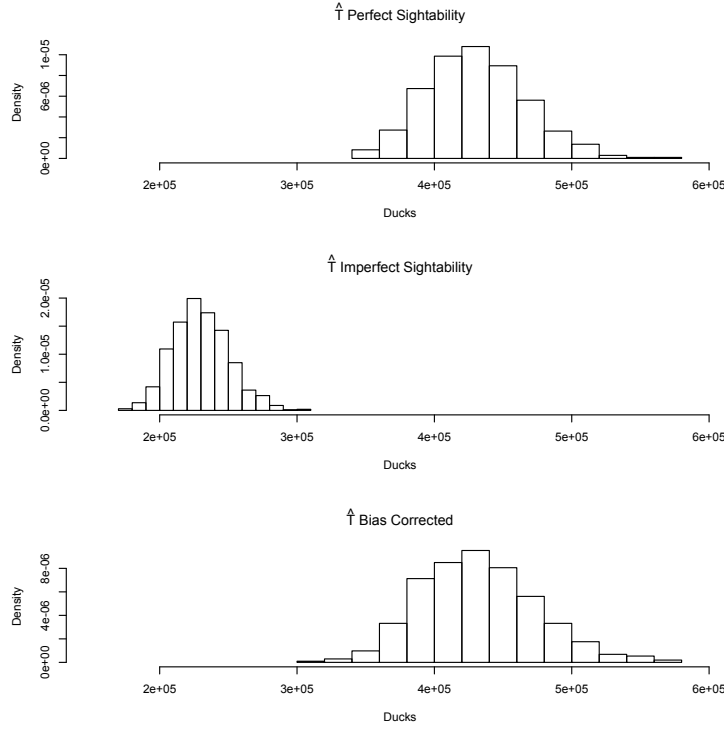 T̂ Perfect Sightability
Density
0e+00 6e-06 1e-05
2e+05 3e+05 4e+05 5e+05 6e+05
Ducks
T̂ Imperfect Sightability
Density
0.0e+00 1.0e-05 2.0e-05
2e+05 3e+05 4e+05 5e+05 6e+05
Ducks
T̂ Bias Corrected
Density
0e+00 4e-06 8e-06
2e+05 3e+05 4e+05 5e+05 6e+05
Ducks